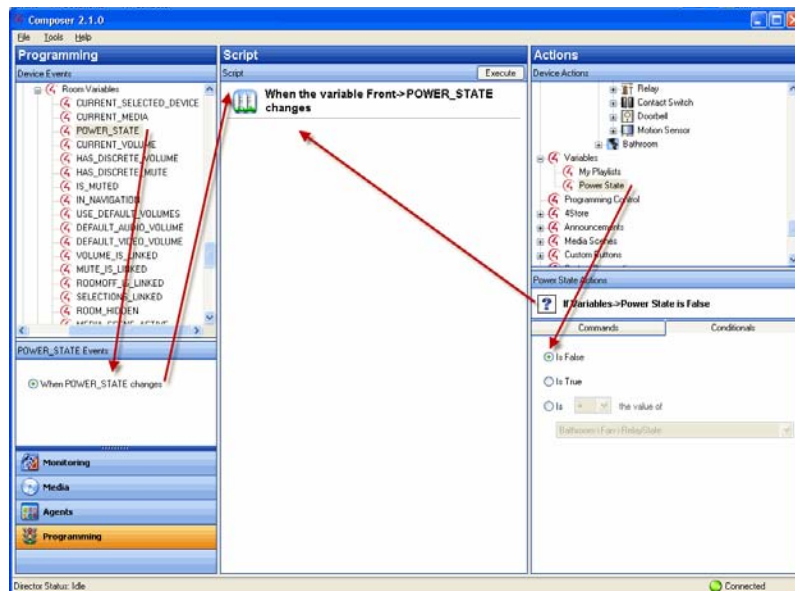 Composer 2.1.0
File Tools Help
Programming
Device Events
Room Variables
CURRENT_SELECTED_DEVICE
CURRENT_MEDIA
POWER_STATE
CURRENT_VOLUME
HAS_DISCRETE_VOLUME
HAS_DISCRETE_MUTE
IS_MUTED
IN_NAVIGATION
USE_DEFAULT_VOLUMES
DEFAULT_AUDIO_VOLUME
DEFAULT_VIDEO_VOLUME
VOLUME_IS_LINKED
MUTE_IS_LINKED
ROOMOFF_IS_LINKED
SELECTIONS_LINKED
ROOM_HIDDEN
MEDIA_SCENE_ACTIVE
POWER_STATE Events
When POWER_STATE changes
Monitoring
Media
Agents
Programming
Script
Script Execute
When the variable Front->POWER_STATE
changes
Actions
Device Actions
Relay
Contact Switch
Doorbell
Motion Sensor
Bathroom
Variables
My Playlists
Power State
Programming Control
4Store
Announcements
Media Scenes
Custom Buttons
Power State Actions
If Variables->Power State is False
Commands Conditionals
Is False
Is True
Is = the value of
Bathroom->Fan->RelayState
Director Status: Idle
Connected